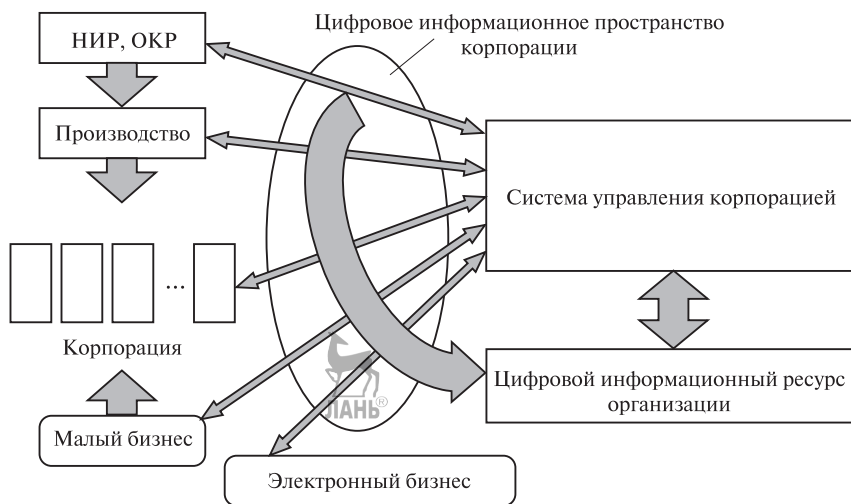 НИР, ОКР
Цифровое информационное пространство
корпорации
Производство
Система управления корпорацией
...
Корпорация
Цифровой информационный ресурс
организации
ЛАНЬ®
Малый бизнес
Электронный бизнес